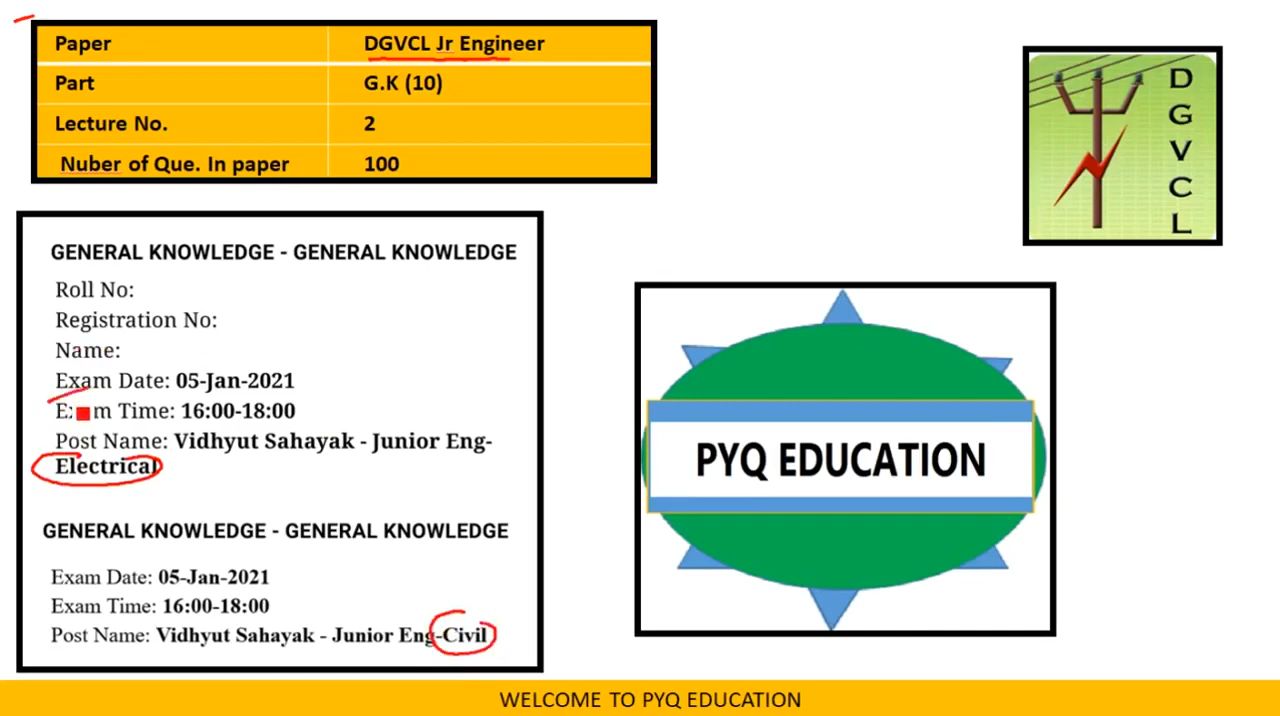 Paper DGVCL Jr Engineer
Part G.K (10)
Lecture No. 2
Nuber of Que. In paper 100
D
G
V
C
L
GENERAL KNOWLEDGE - GENERAL KNOWLEDGE
Roll No:
Registration No:
Name:
Exam Date: 05-Jan-2021
Exam Time: 16:00-18:00
Post Name: Vidhyut Sahayak - Junior Eng-
Electrical
GENERAL KNOWLEDGE - GENERAL KNOWLEDGE
Exam Date: 05-Jan-2021
Exam Time: 16:00-18:00
Post Name: Vidhyut Sahayak - Junior Eng-Civil
PYQ EDUCATION
WELCOME TO PYQ EDUCATION